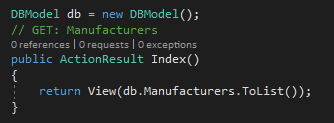 DBModel db = new DBModel();
// GET: Manufacturers
0 references | 0 requests | 0 exceptions
public ActionResult Index()
{
    return View(db.Manufacturers.ToList());
}